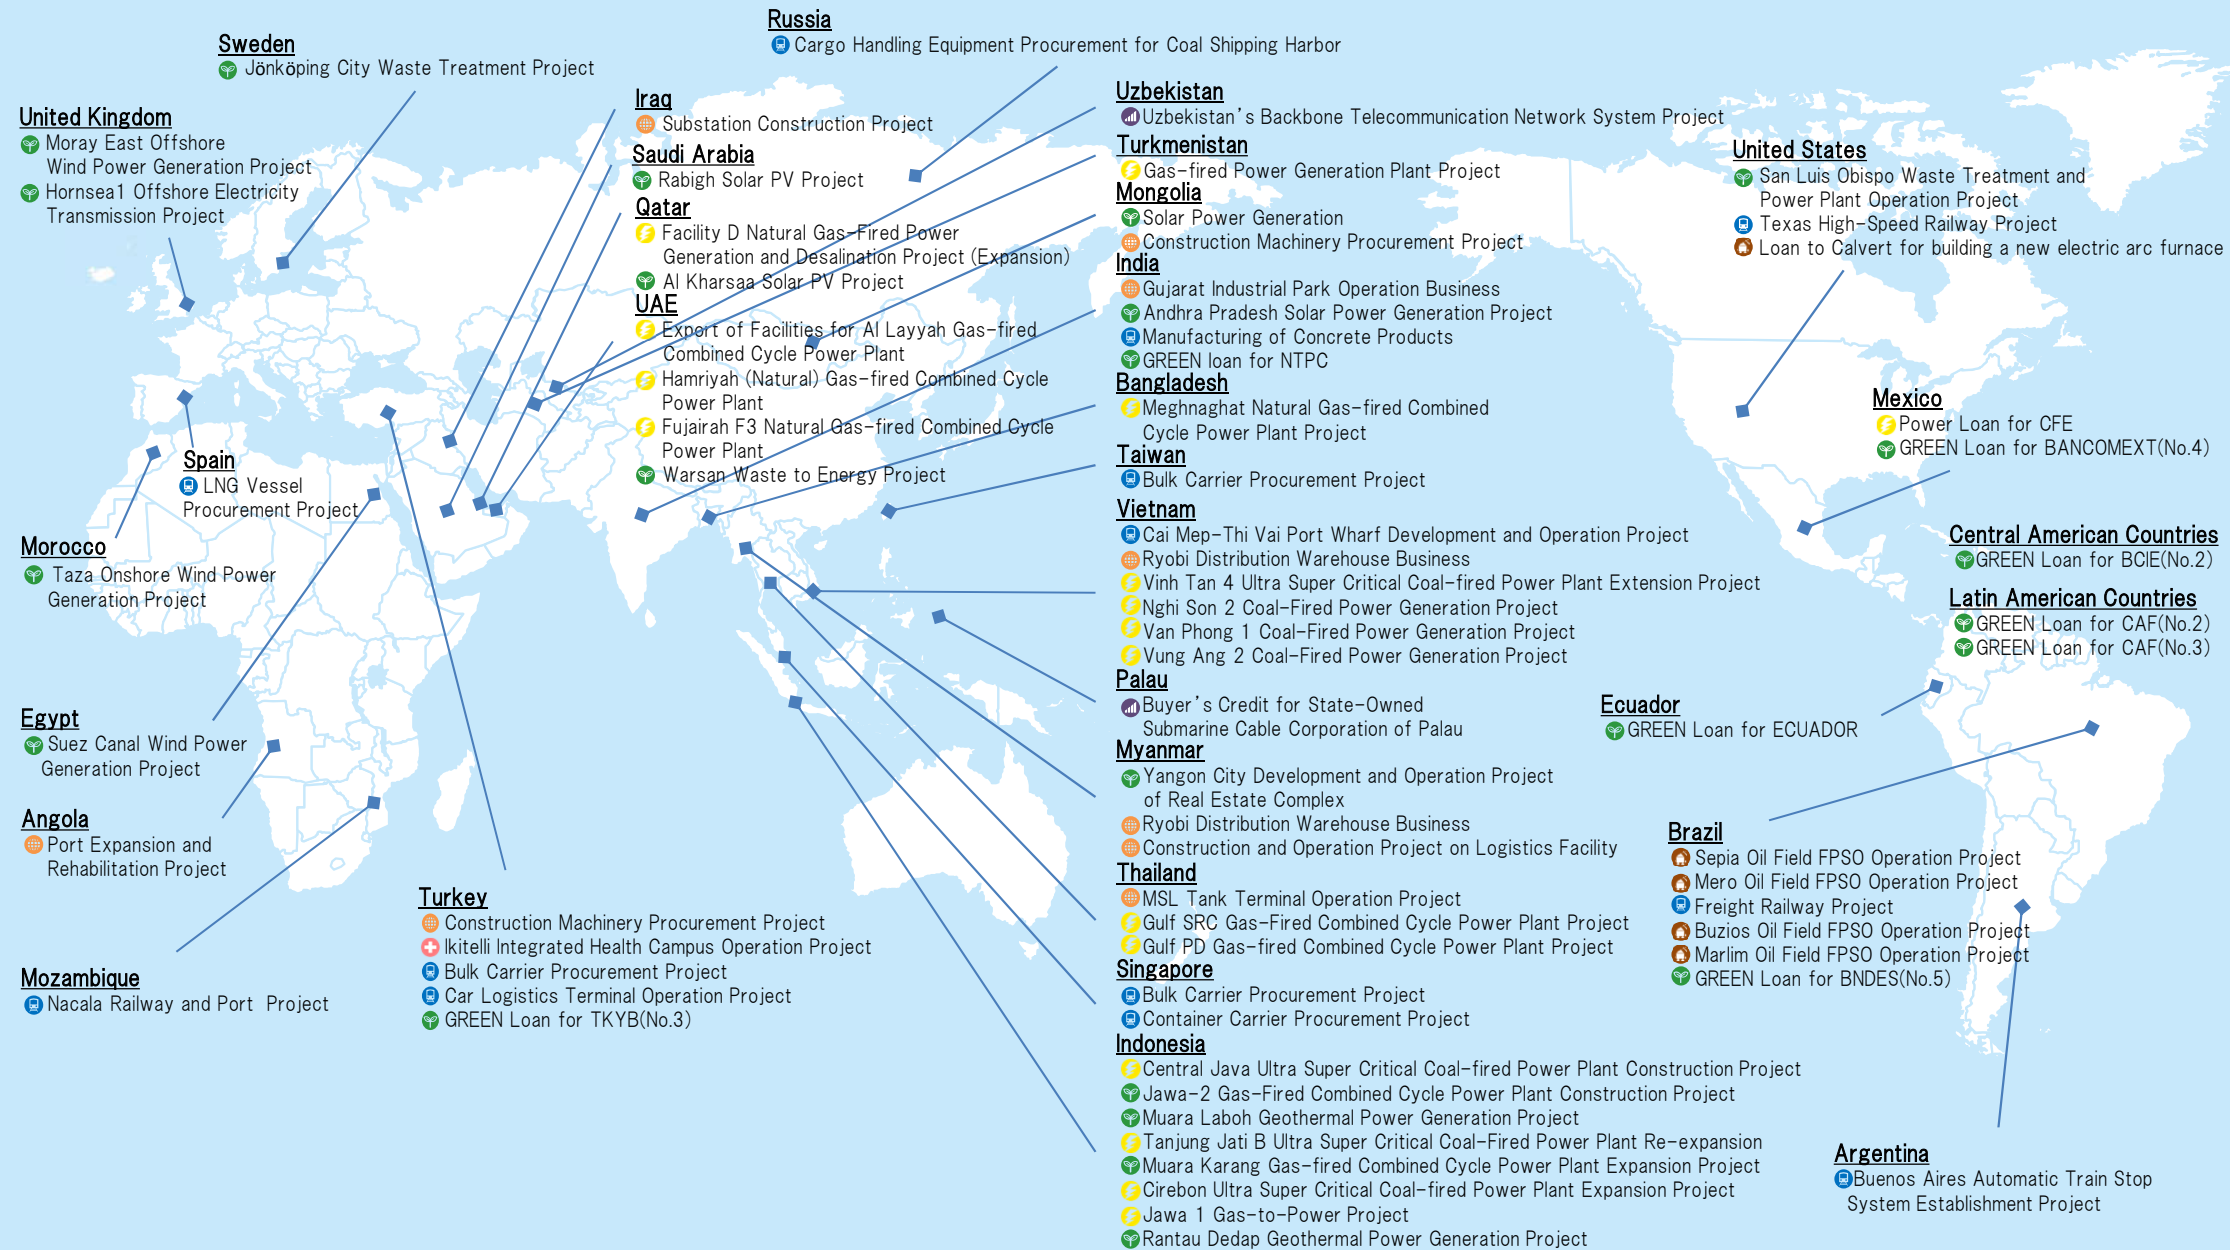 Russia
Cargo Handling Equipment Procurement for Coal Shipping Harbor
Sweden
Jönköping City Waste Treatment Project
United Kingdom
Moray East Offshore
Wind Power Generation Project
Hornsea1 Offshore Electricity
Transmission Project
Iraq
Substation Construction Project
Saudi Arabia
Rabigh Solar PV Project
Qatar
Facility D Natural Gas-Fired Power
Generation and Desalination Project (Expansion)
Al Kharsaa Solar PV Project
UAE
Export of Facilities for Al Layyah Gas-fired
Combined Cycle Power Plant
Hamriyah (Natural) Gas-fired Combined Cycle
Power Plant
Fujairah F3 Natural Gas-fired Combined Cycle
Power Plant
Warsan Waste to Energy Project
Spain
LNG Vessel
Procurement Project
Morocco
Taza Onshore Wind Power
Generation Project
Egypt
Suez Canal Wind Power
Generation Project
Angola
Port Expansion and
Rehabilitation Project
Mozambique
Nacala Railway and Port Project
Turkey
Construction Machinery Procurement Project
Ikitelli Integrated Health Campus Operation Project
Bulk Carrier Procurement Project
Car Logistics Terminal Operation Project
GREEN Loan for TKYB(No.3)
Uzbekistan
Uzbekistan's Backbone Telecommunication Network System Project
Turkmenistan
Gas-fired Power Generation Plant Project
Mongolia
Solar Power Generation
Construction Machinery Procurement Project
India
Gujarat Industrial Park Operation Business
Andhra Pradesh Solar Power Generation Project
Manufacturing of Concrete Products
GREEN loan for NTPC
Bangladesh
Meghnaghat Natural Gas-fired Combined
Cycle Power Plant Project
Taiwan
Bulk Carrier Procurement Project
Vietnam
Cai Mep-Thi Vai Port Wharf Development and Operation Project
Ryobi Distribution Warehouse Business
Vinh Tan 4 Ultra Super Critical Coal-fired Power Plant Extension Project
Nghi Son 2 Coal-Fired Power Generation Project
Van Phong 1 Coal-Fired Power Generation Project
Vung Ang 2 Coal-Fired Power Generation Project
Palau
Buyer's Credit for State-Owned
Submarine Cable Corporation of Palau
Myanmar
Yangon City Development and Operation Project
of Real Estate Complex
Ryobi Distribution Warehouse Business
Construction and Operation Project on Logistics Facility
Thailand
MSL Tank Terminal Operation Project
Gulf SRC Gas-Fired Combined Cycle Power Plant Project
Gulf PD Gas-fired Combined Cycle Power Plant Project
Singapore
Bulk Carrier Procurement Project
Container Carrier Procurement Project
Indonesia
Central Java Ultra Super Critical Coal-fired Power Plant Construction Project
Jawa-2 Gas-Fired Combined Cycle Power Plant Construction Project
Muara Laboh Geothermal Power Generation Project
Tanjung Jati B Ultra Super Critical Coal-Fired Power Plant Re-expansion
Muara Karang Gas-fired Combined Cycle Power Plant Expansion Project
Cirebon Ultra Super Critical Coal-fired Power Plant Expansion Project
Jawa 1 Gas-to-Power Project
Rantau Dedap Geothermal Power Generation Project
United States
San Luis Obispo Waste Treatment and
Power Plant Operation Project
Texas High-Speed Railway Project
Loan to Calvert for building a new electric arc furnace
Mexico
Power Loan for CFE
GREEN Loan for BANCOMEXT(No.4)
Central American Countries
GREEN Loan for BCIE(No.2)
Latin American Countries
GREEN Loan for CAF(No.2)
GREEN Loan for CAF(No.3)
Ecuador
GREEN Loan for ECUADOR
Brazil
Sepia Oil Field FPSO Operation Project
Mero Oil Field FPSO Operation Project
Freight Railway Project
Buzios Oil Field FPSO Operation Project
Marlim Oil Field FPSO Operation Project
GREEN Loan for BNDES(No.5)
Argentina
Buenos Aires Automatic Train Stop
System Establishment Project